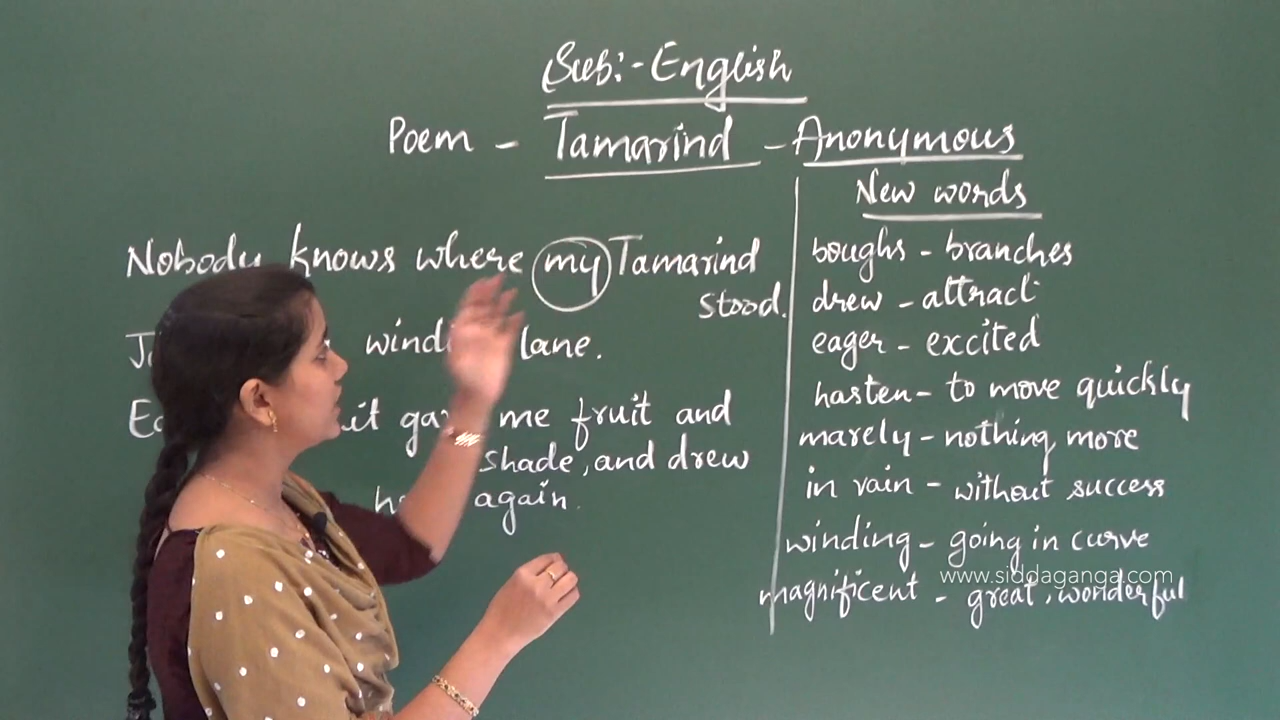 Sub:- English
Poem - Tamarind - Anonymous
Nobody knows where my Tamarind
stood.
lane.
it me fruit and
shade, and drew
again.
New words
boughs - branches
drew - attract
eager - excited
hasten - to move quickly
marely - nothing more
in vain - without success
winding - going in curve
magnificent - great, wonderful
www.siddaganga.com